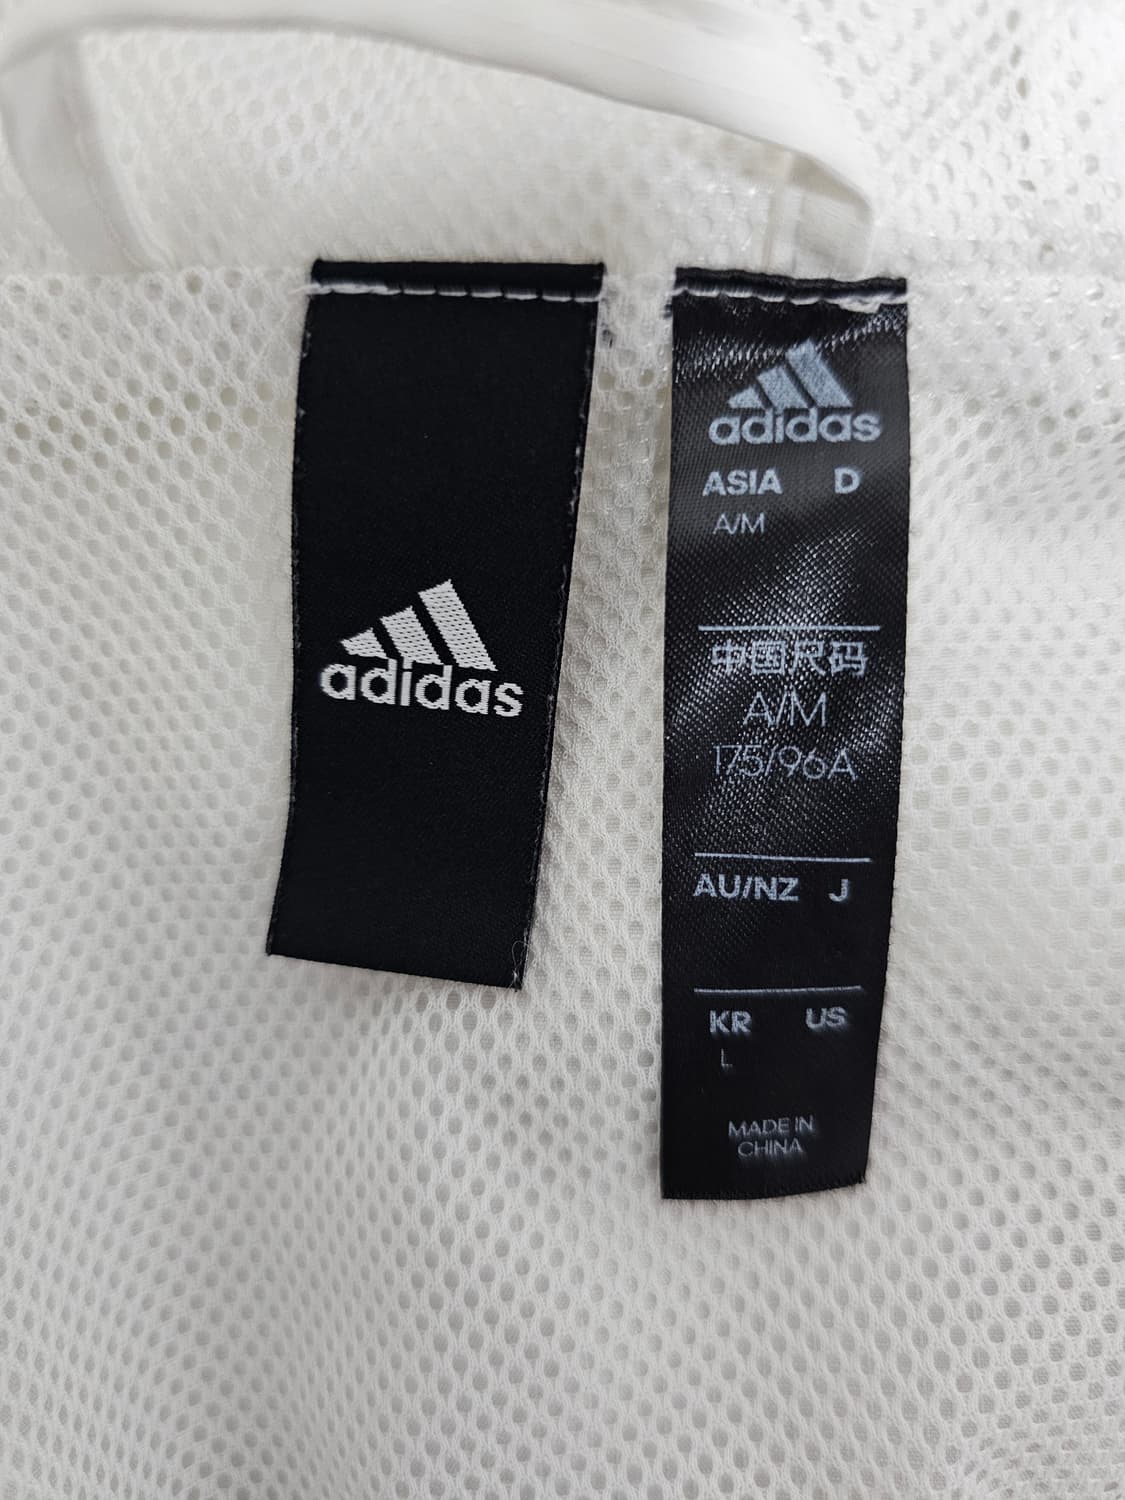 adidas
adidas
ASIA D
A/M
中国尺码
A/M
175/96A
AU/NZ J
KR US
L
MADE IN
CHINA